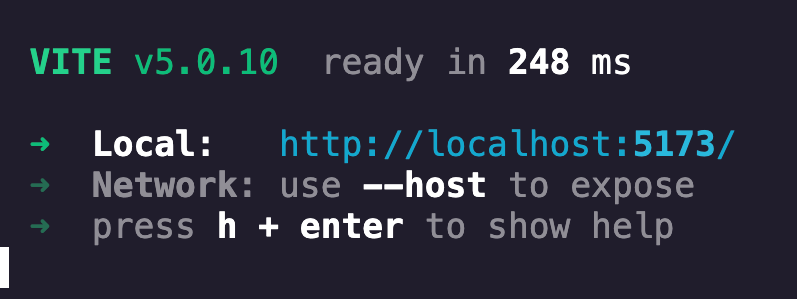 VITE v5.0.10 ready in 248 ms
➜ Local: http://localhost:5173/
➜ Network: use --host to expose
➜ press h + enter to show help